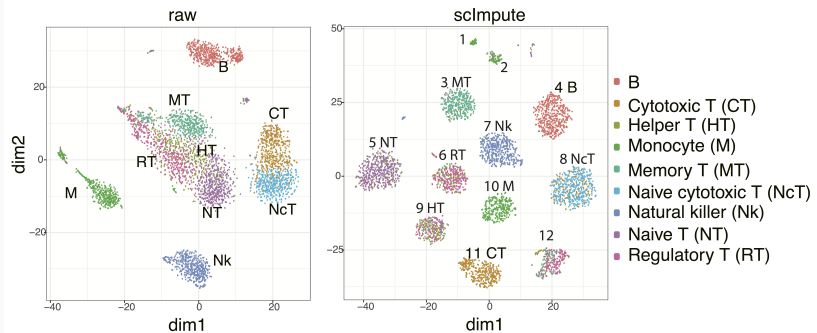 raw
scImpute
B
MT
CT
HT
RT
M
NT
NcT
Nk
20
0
−20
dim2
−40
−20
0
20
dim1
1
2
3 MT
4 B
7 Nk
5 NT
6 RT
8 NcT
10 M
9 HT
11 CT
12
50
25
0
−25
−40
−20
0
20
dim1
B
Cytotoxic T (CT)
Helper T (HT)
Monocyte (M)
Memory T (MT)
Naive cytotoxic T (NcT)
Natural killer (Nk)
Naive T (NT)
Regulatory T (RT)